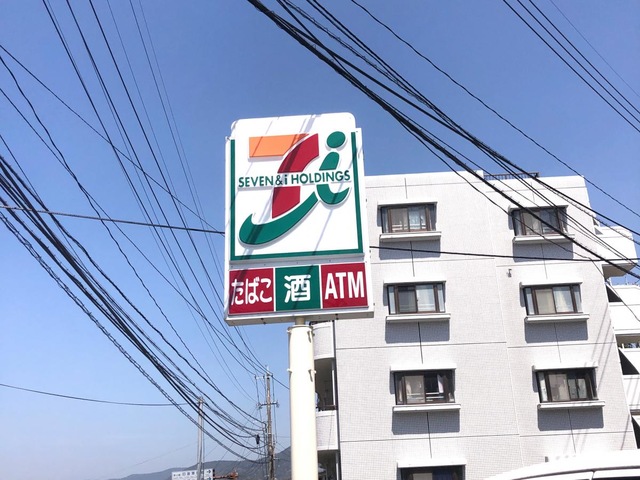 SEVEN&i HOLDINGS
たばこ 酒 ATM